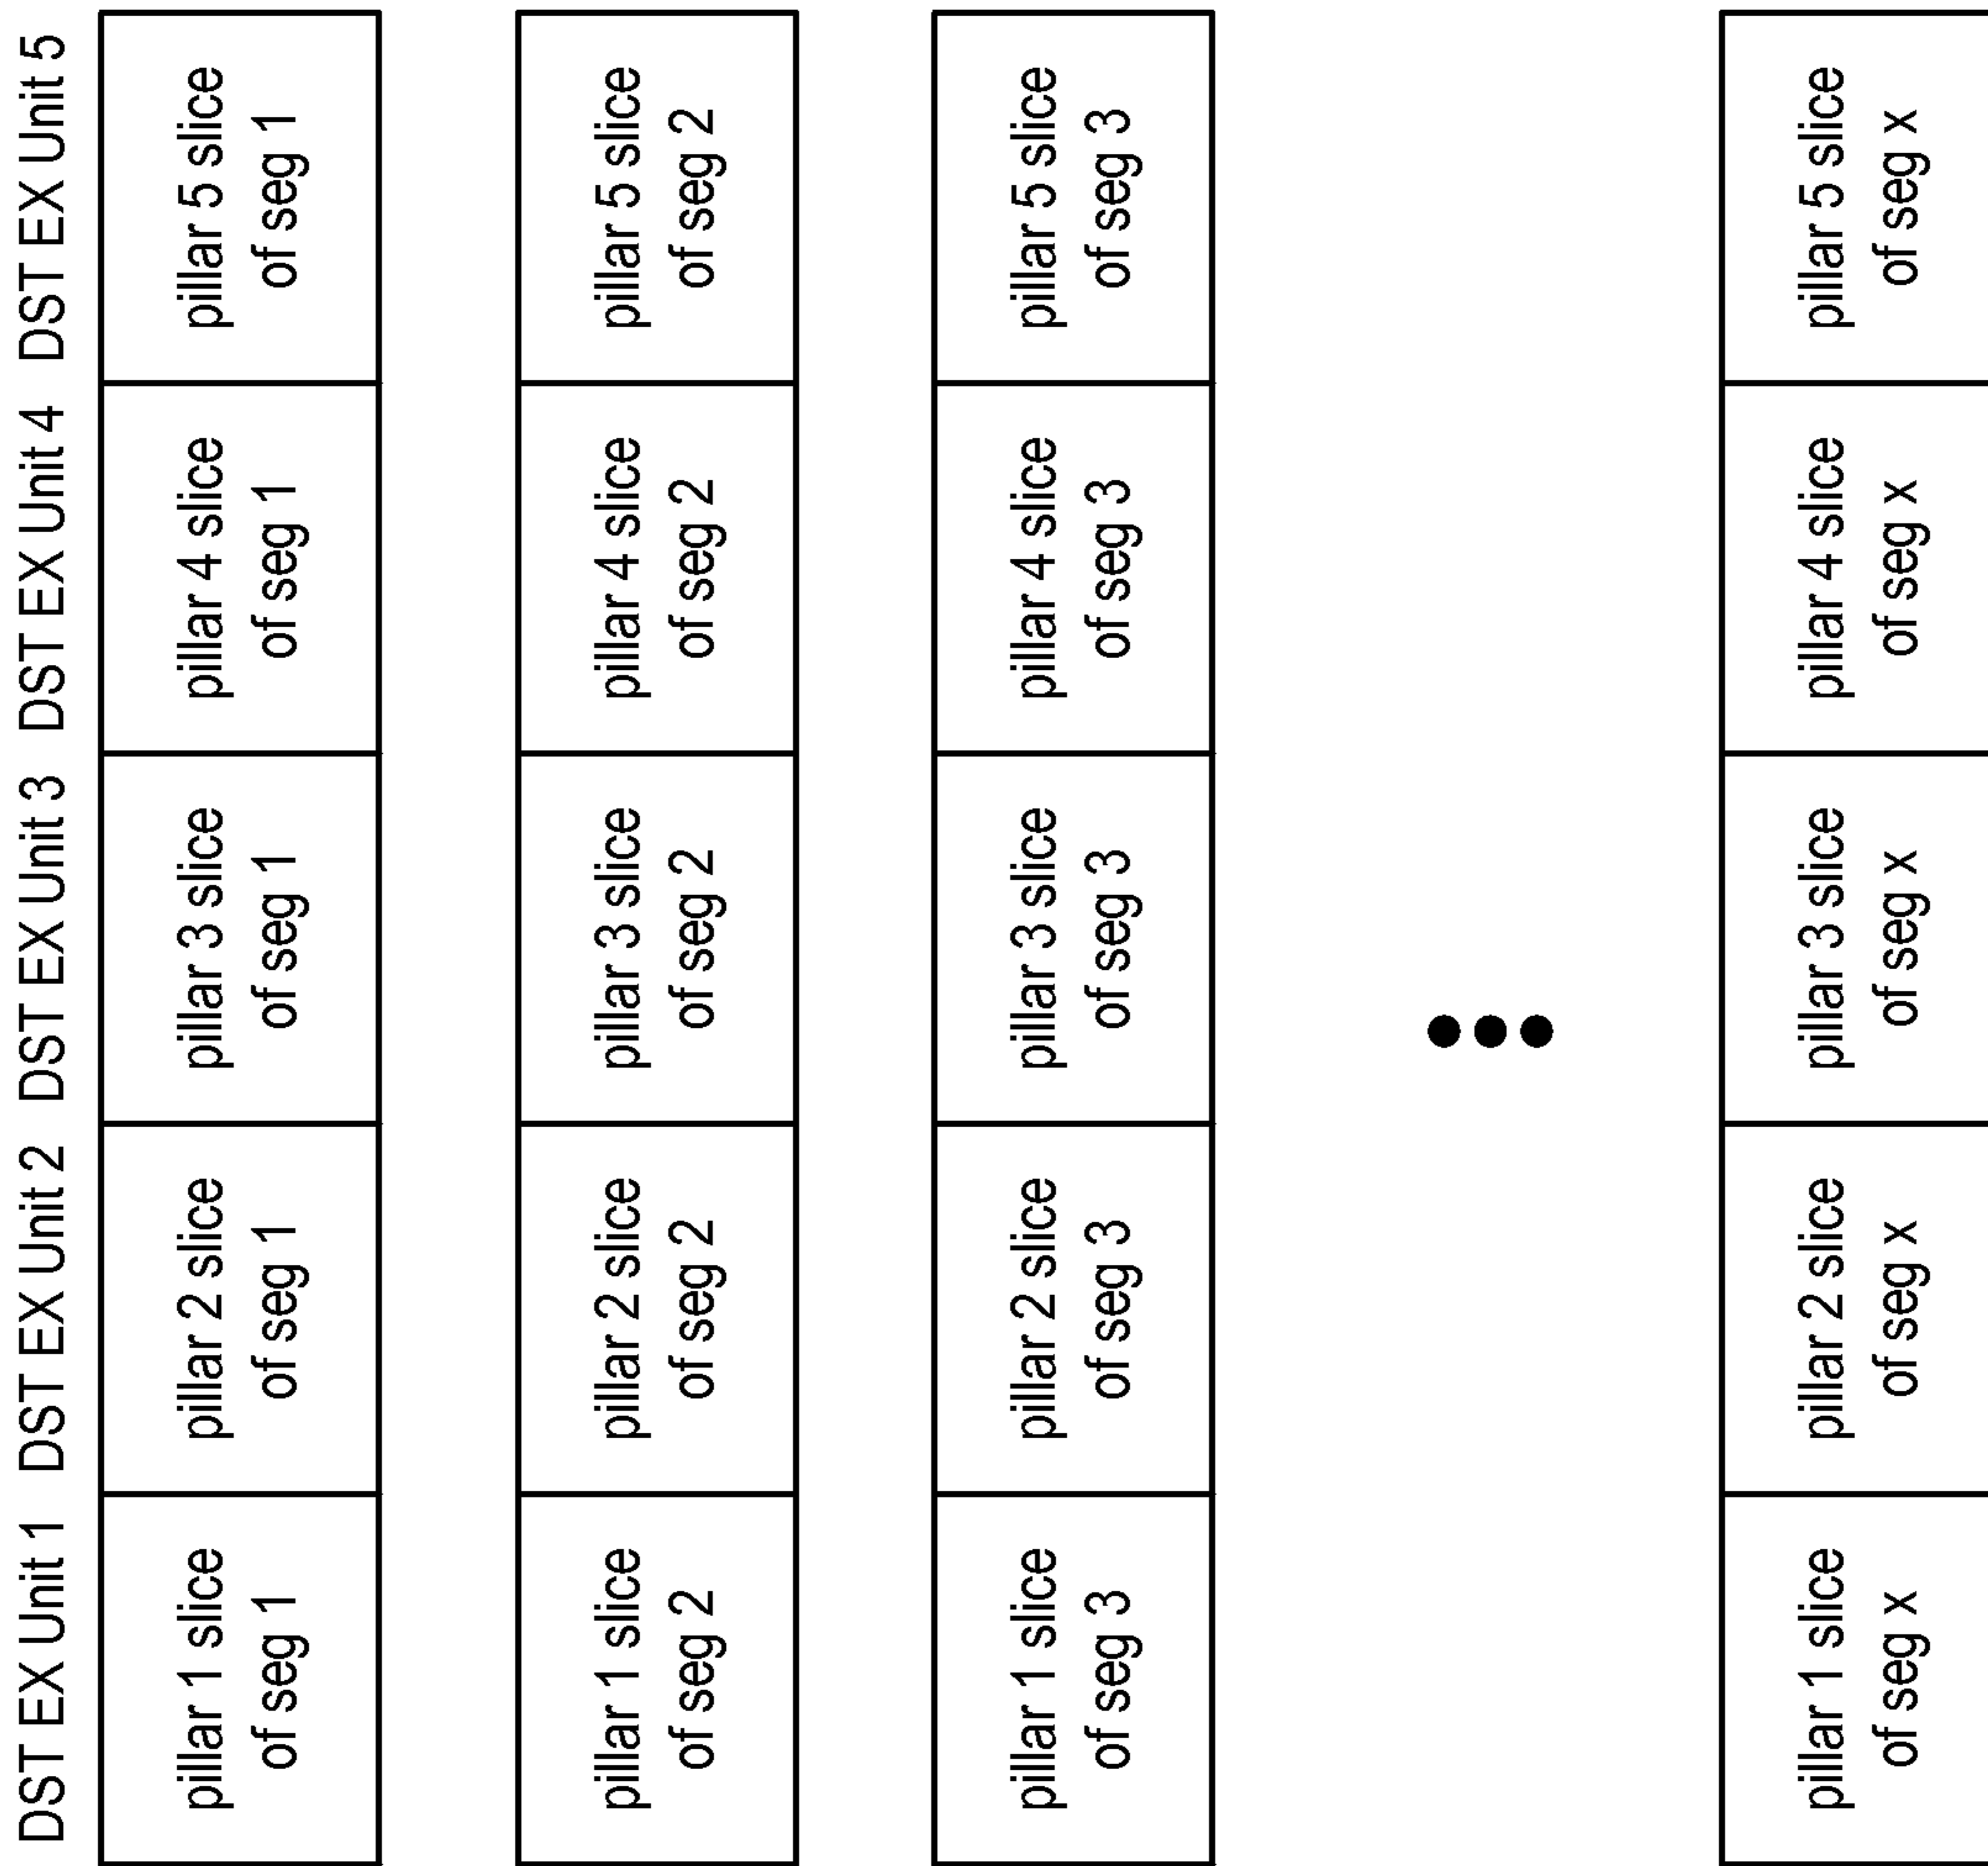 DST EX Unit 1 DST EX Unit 2 DST EX Unit 3 DST EX Unit 4 DST EX Unit 5
pillar 1 slice
of seg 1
pillar 2 slice
of seg 1
pillar 3 slice
of seg 1
pillar 4 slice
of seg 1
pillar 5 slice
of seg 1
pillar 1 slice
of seg 2
pillar 2 slice
of seg 2
pillar 3 slice
of seg 2
pillar 4 slice
of seg 2
pillar 5 slice
of seg 2
pillar 1 slice
of seg 3
pillar 2 slice
of seg 3
pillar 3 slice
of seg 3
pillar 4 slice
of seg 3
pillar 5 slice
of seg 3
pillar 1 slice
of seg x
pillar 2 slice
of seg x
pillar 3 slice
of seg x
pillar 4 slice
of seg x
pillar 5 slice
of seg x